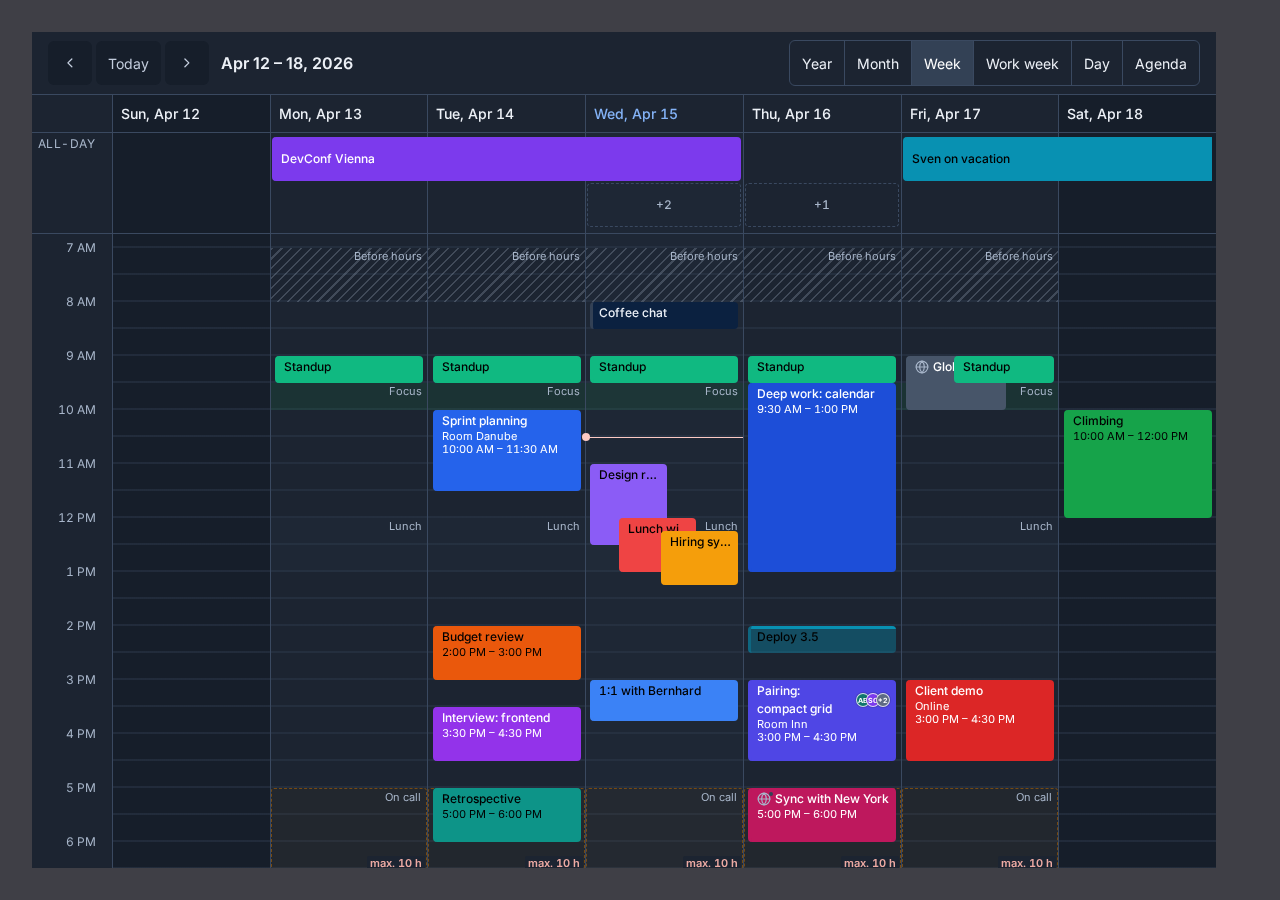 Today
Apr 12 – 18, 2026
Year
Month
Week
Work week
Day
Agenda
Sun, Apr 12
Mon, Apr 13
Tue, Apr 14
Wed, Apr 15
Thu, Apr 16
Fri, Apr 17
Sat, Apr 18
ALL-DAY
DevConf Vienna
Sven on vacation
+2
+1
7 AM
Before hours
Before hours
Before hours
Before hours
Before hours
8 AM
Coffee chat
9 AM
Standup
Standup
Standup
Standup
Standup
Focus
Focus
Focus
Focus
Deep work: calendar
9:30 AM – 1:00 PM
10 AM
Sprint planning
Room Danube
10:00 AM – 11:30 AM
Climbing
10:00 AM – 12:00 PM
11 AM
Design r…
12 PM
Lunch
Lunch
Lunch wi
Lunch
Lunch
Hiring sy…
1 PM
2 PM
Budget review
2:00 PM – 3:00 PM
Deploy 3.5
3 PM
1:1 with Bernhard
Pairing:
compact grid
+2
Room Inn
3:00 PM – 4:30 PM
Client demo
Online
3:00 PM – 4:30 PM
Interview: frontend
3:30 PM – 4:30 PM
4 PM
5 PM
On call
Retrospective
5:00 PM – 6:00 PM
On call
Sync with New York
5:00 PM – 6:00 PM
On call
6 PM
max. 10 h
max. 10 h
max. 10 h
max. 10 h
max. 10 h